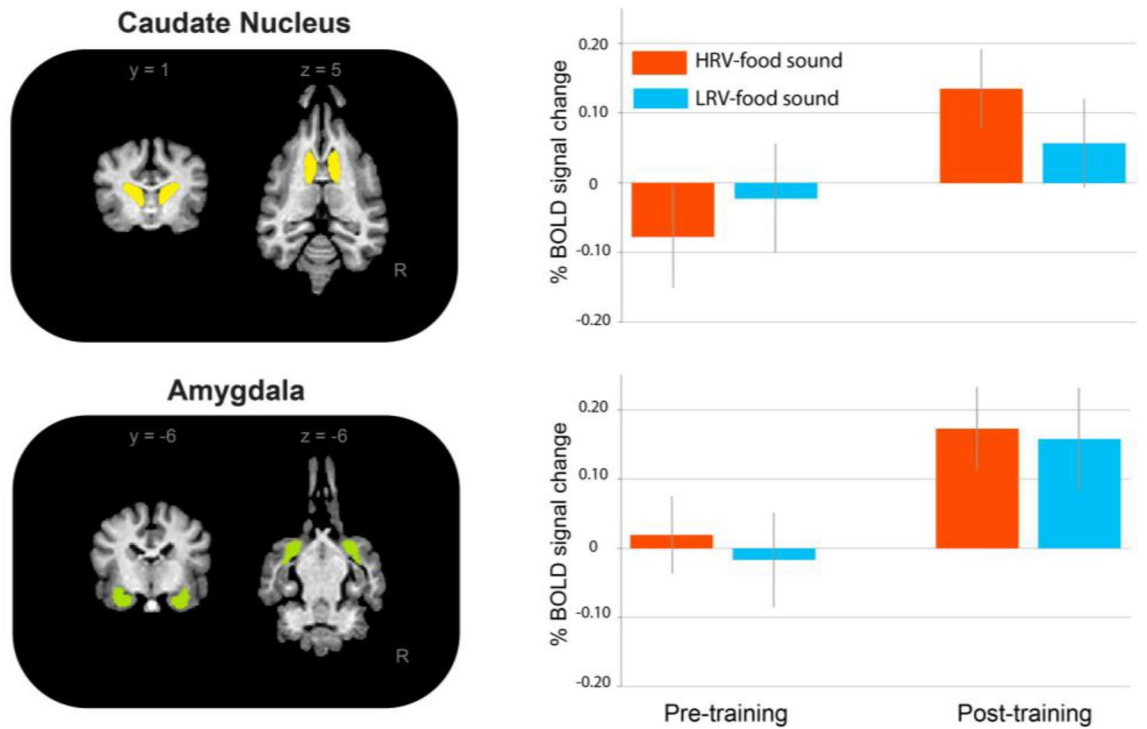 Caudate Nucleus
y = 1
z = 5
R
% BOLD signal change
0.20
0.10
0
-0.10
-0.20
HRV-food sound
LRV-food sound
Amygdala
y = -6
z = -6
R
% BOLD signal change
0.20
0.10
0
-0.10
-0.20
Pre-training
Post-training